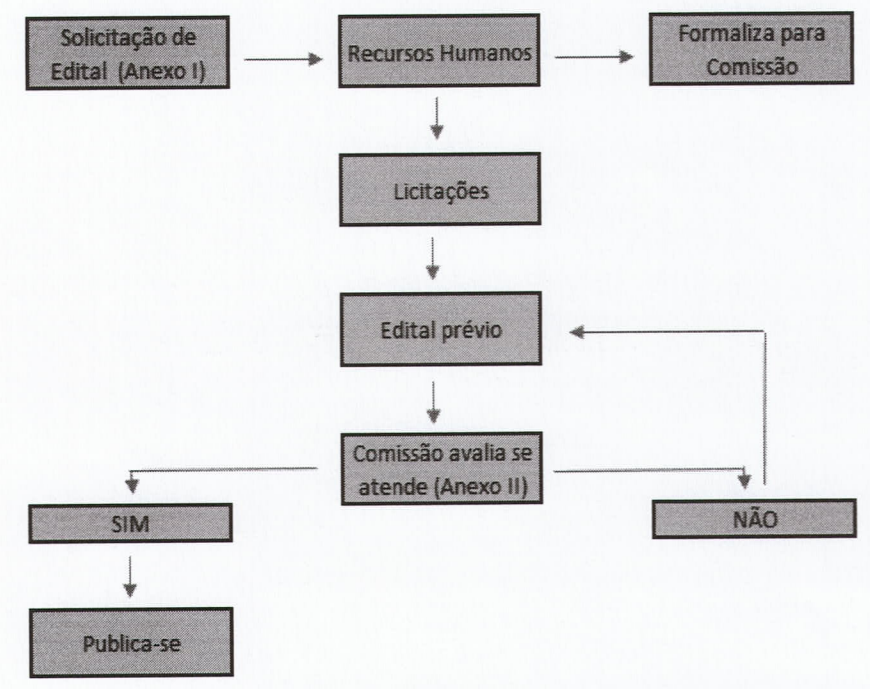 Solicitação de
Edital (Anexo I)
Recursos Humanos
Formaliza para
Comissão
Licitações
Edital prévio
Comissão avalia se
atende (Anexo II)
SIM
NÃO
Publica-se